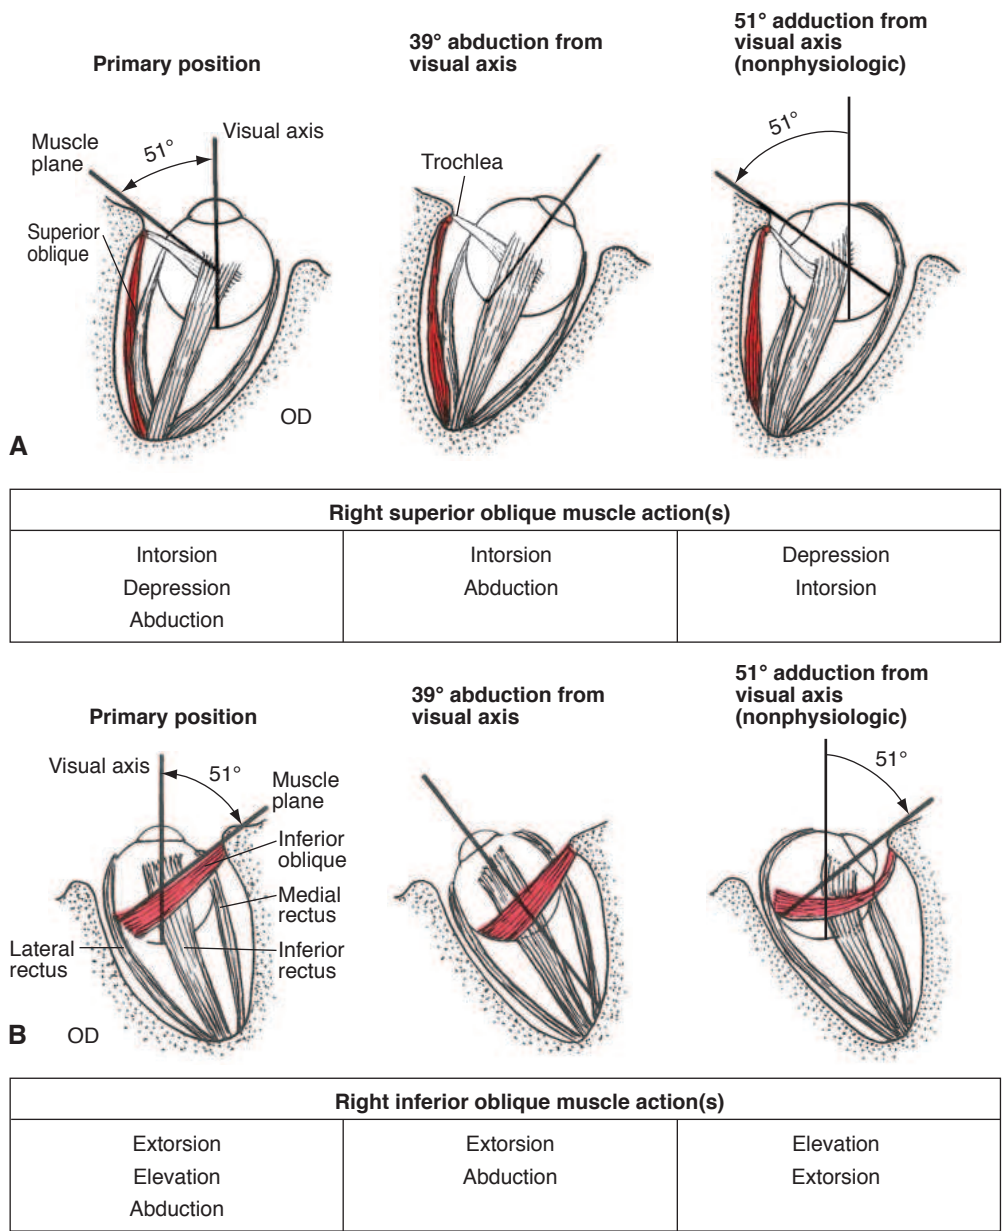 Primary position
39° abduction from
visual axis
51° adduction from
visual axis
(nonphysiologic)
Muscle
plane
51°
Visual axis
Superior
oblique
Trochlea
51°
OD
A
Right superior oblique muscle action(s)
Intorsion
Depression
Abduction
Intorsion
Abduction
Depression
Intorsion
Primary position
39° abduction from
visual axis
51° adduction from
visual axis
(nonphysiologic)
Visual axis
51°
Muscle
plane
Inferior
oblique
Medial
rectus
Lateral
rectus
Inferior
rectus
51°
B
OD
Right inferior oblique muscle action(s)
Extorsion
Elevation
Abduction
Extorsion
Abduction
Elevation
Extorsion